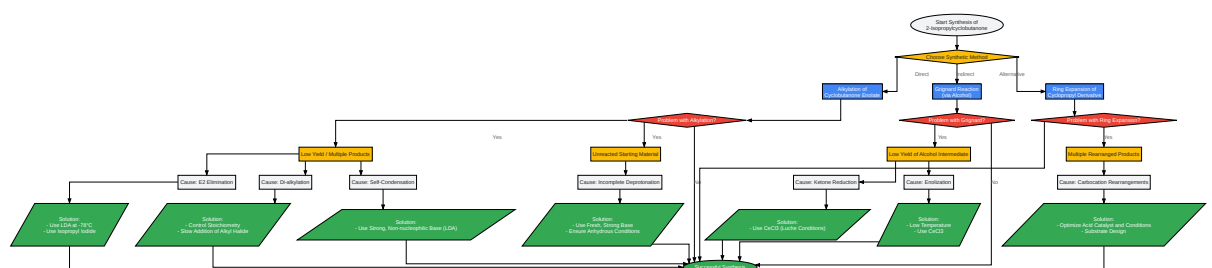 Start Synthesis of
2-Isopropylcyclobutanone
Choose Synthetic Method
Direct
Indirect
Alternative
Alkylation of
Cyclobutanone Enolate
Grignard Reaction
(via Alcohol)
Ring Expansion of
Cyclopropyl Derivative
Problem with Alkylation?
Problem with Grignard?
Problem with Ring Expansion?
Yes
Yes
Yes
Yes
Low Yield / Multiple Products
Unreacted Starting Material
Low Yield of Alcohol Intermediate
Multiple Rearranged Products
Cause: E2 Elimination
Cause: Di-alkylation
Cause: Self-Condensation
Cause: Incomplete Deprotonation
No
Cause: Ketone Reduction
Cause: Enolization
No
Cause: Carbocation Rearrangements
Solution:
- Use LDA at -78°C
- Use Isopropyl Iodide
Solution:
- Control Stoichiometry
- Slow Addition of Alkyl Halide
Solution:
- Use Strong, Non-nucleophilic Base (LDA)
Solution:
- Use Fresh, Strong Base
- Ensure Anhydrous Conditions
Solution:
- Use CeCl3 (Luche Conditions)
Solution:
- Low Temperature
- Use CeCl3
Solution:
- Optimize Acid Catalyst and Conditions
- Substrate Design
Successful Synthesis